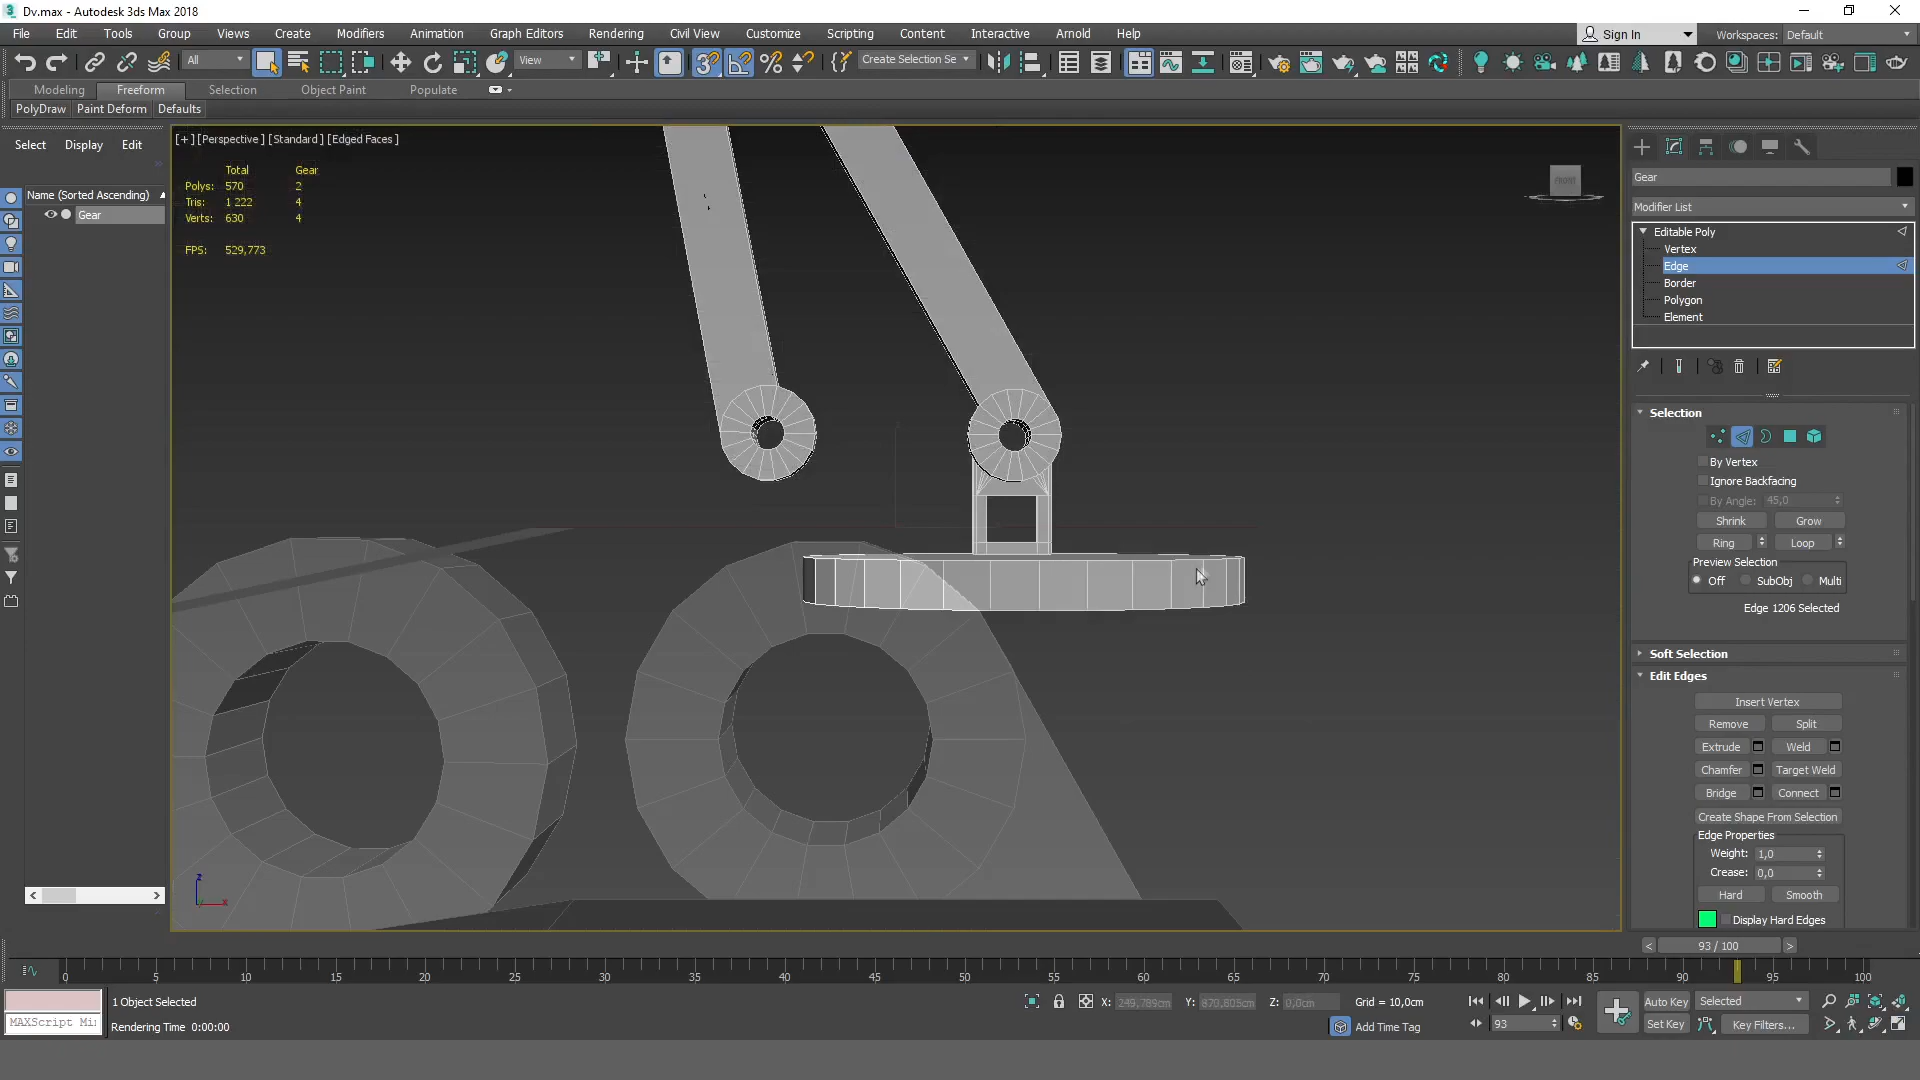 Dv.max - Autodesk 3ds Max 2018
File Edit Tools Group Views Create Modifiers Animation Graph Editors Rendering Civil View Customize Scripting Content Interactive Arnold Help
Sign In Workspaces: Default
All View Create Selection Se
Modeling Freeform Selection Object Paint Populate
PolyDraw Paint Deform Defaults
Select Display Edit
[+] [Perspective] [Standard] [Edged Faces]
Name (Sorted Ascending)
Gear
Total Gear
Polys: 570 2
Tris: 1 222 4
Verts: 630 4
FPS: 529,773
FRONT
Gear
Modifier List
Editable Poly
Vertex
Edge
Border
Polygon
Element
Selection
By Vertex
Ignore Backfacing
By Angle: 45,0
Shrink Grow
Ring Loop
Preview Selection
Off SubObj Multi
Edge 1206 Selected
Soft Selection
Edit Edges
Insert Vertex
Remove Split
Extrude Weld
Chamfer Target Weld
Bridge Connect
Create Shape From Selection
Edge Properties
Weight: 1,0
Crease: 0,0
Hard Smooth
Display Hard Edges
z
x
< 93 / 100 >
0 5 10 15 20 25 30 35 40 45 50 55 60 65 70 75 80 85 90 95 100
1 Object Selected
X: 249,789cm Y: 879,805cm Z: 0,0cm Grid = 10,0cm
Auto Key Selected
MAXScript Mi
Rendering Time 0:00:00
Add Time Tag
93
Set Key Key Filters...